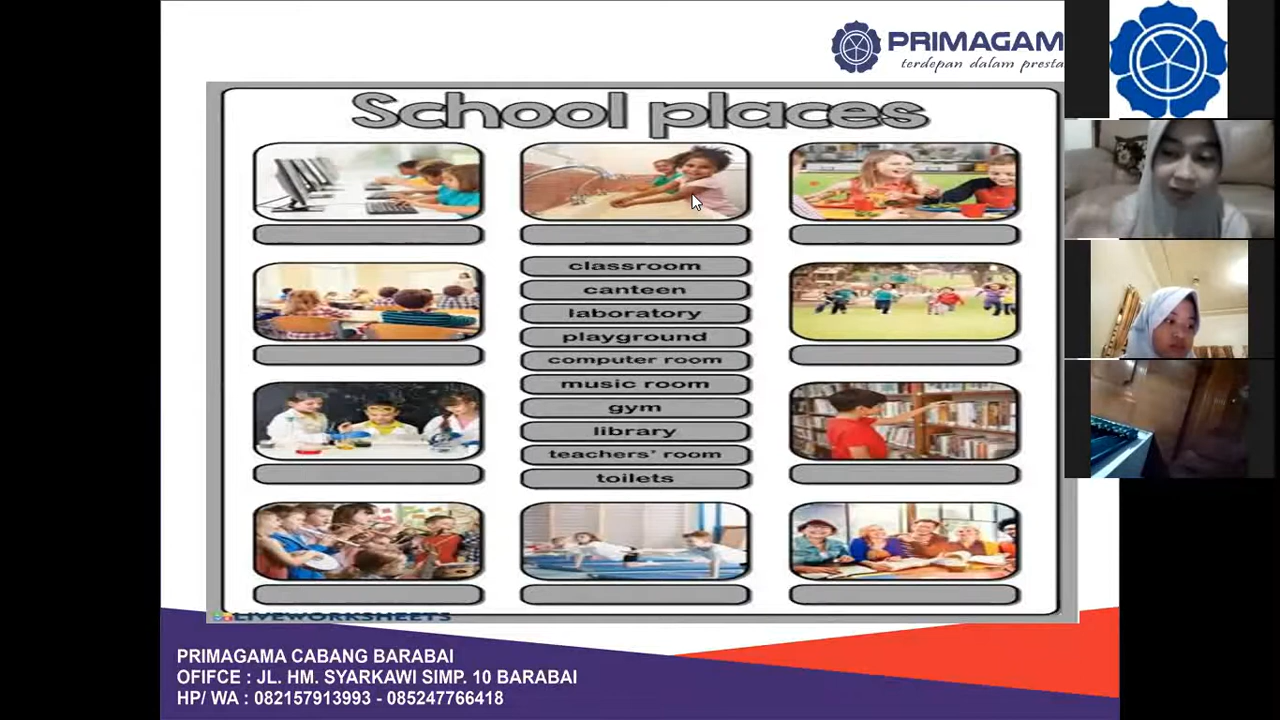 PRIMAGAM
terdepan dalam presta
School places
classroom
canteen
laboratory
playground
computer room
music room
gym
library
teachers' room
toilets
LIVEWORKSHEETS
PRIMAGAMA CABANG BARABAI
OFIFCE : JL. HM. SYARKAWI SIMP. 10 BARABAI
HP/ WA : 082157913993 - 085247766418